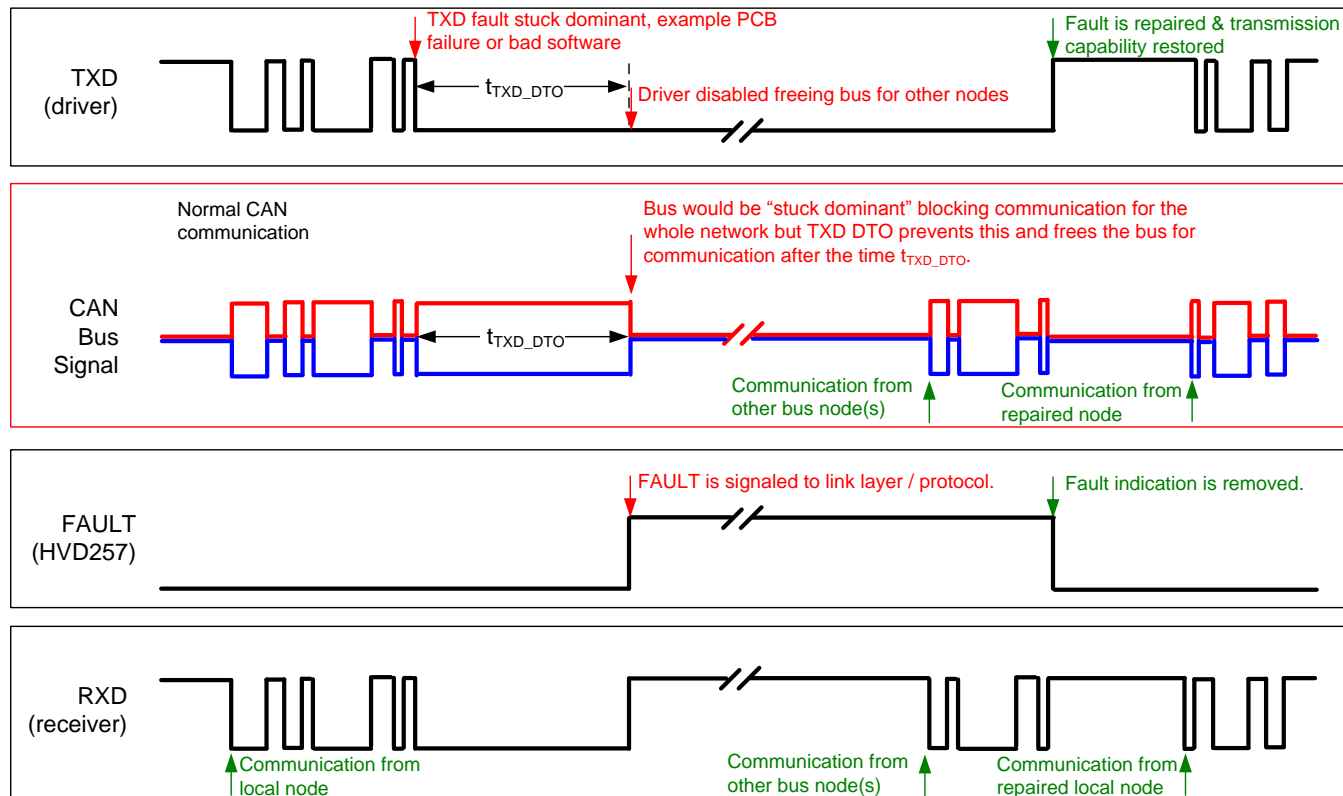 TXD fault stuck dominant, example PCB
failure or bad software
Fault is repaired & transmission
capability restored
TXD
(driver)
tTXD_DTO
Driver disabled freeing bus for other nodes
Normal CAN
communication
Bus would be “stuck dominant” blocking communication for the
whole network but TXD DTO prevents this and frees the bus for
communication after the time tTXD_DTO.
CAN
Bus
Signal
tTXD_DTO
Communication from
other bus node(s)
Communication from
repaired node
FAULT is signaled to link layer / protocol.
Fault indication is removed.
FAULT
(HVD257)
RXD
(receiver)
Communication from
local node
Communication from
other bus node(s)
Communication from
repaired local node